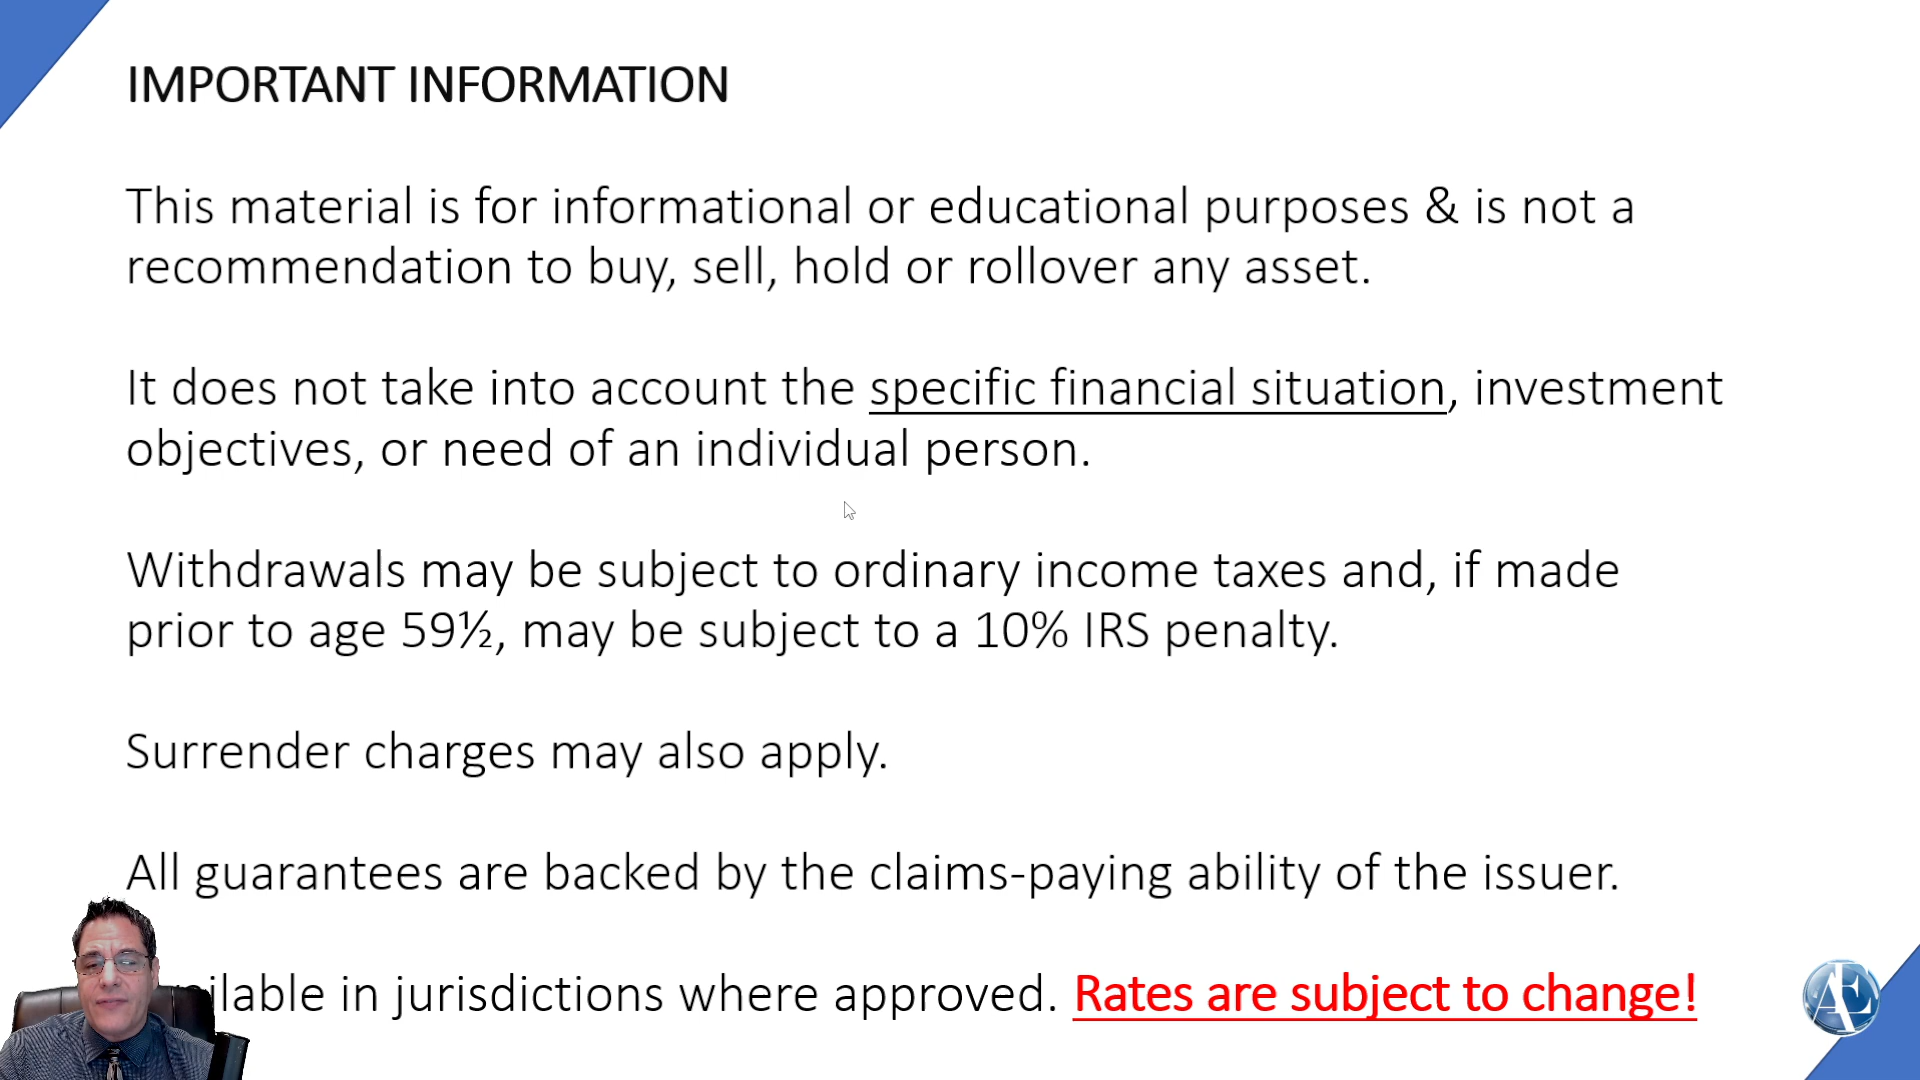 IMPORTANT INFORMATION
This material is for informational or educational purposes & is not a
recommendation to buy, sell, hold or rollover any asset.
It does not take into account the specific financial situation, investment
objectives, or need of an individual person.
Withdrawals may be subject to ordinary income taxes and, if made
prior to age 59½, may be subject to a 10% IRS penalty.
Surrender charges may also apply.
All guarantees are backed by the claims-paying ability of the issuer.
in jurisdictions where approved. Rates are subject to change!
AE